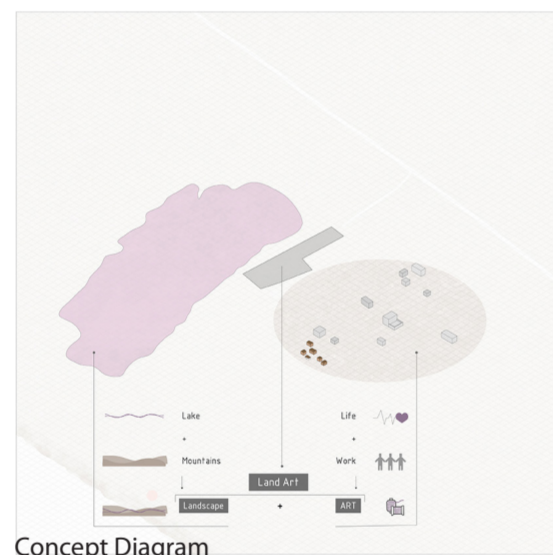 Lake
Life
+
+
Mountains
Work
Land Art
Landscape
+
ART
Concept Diagram